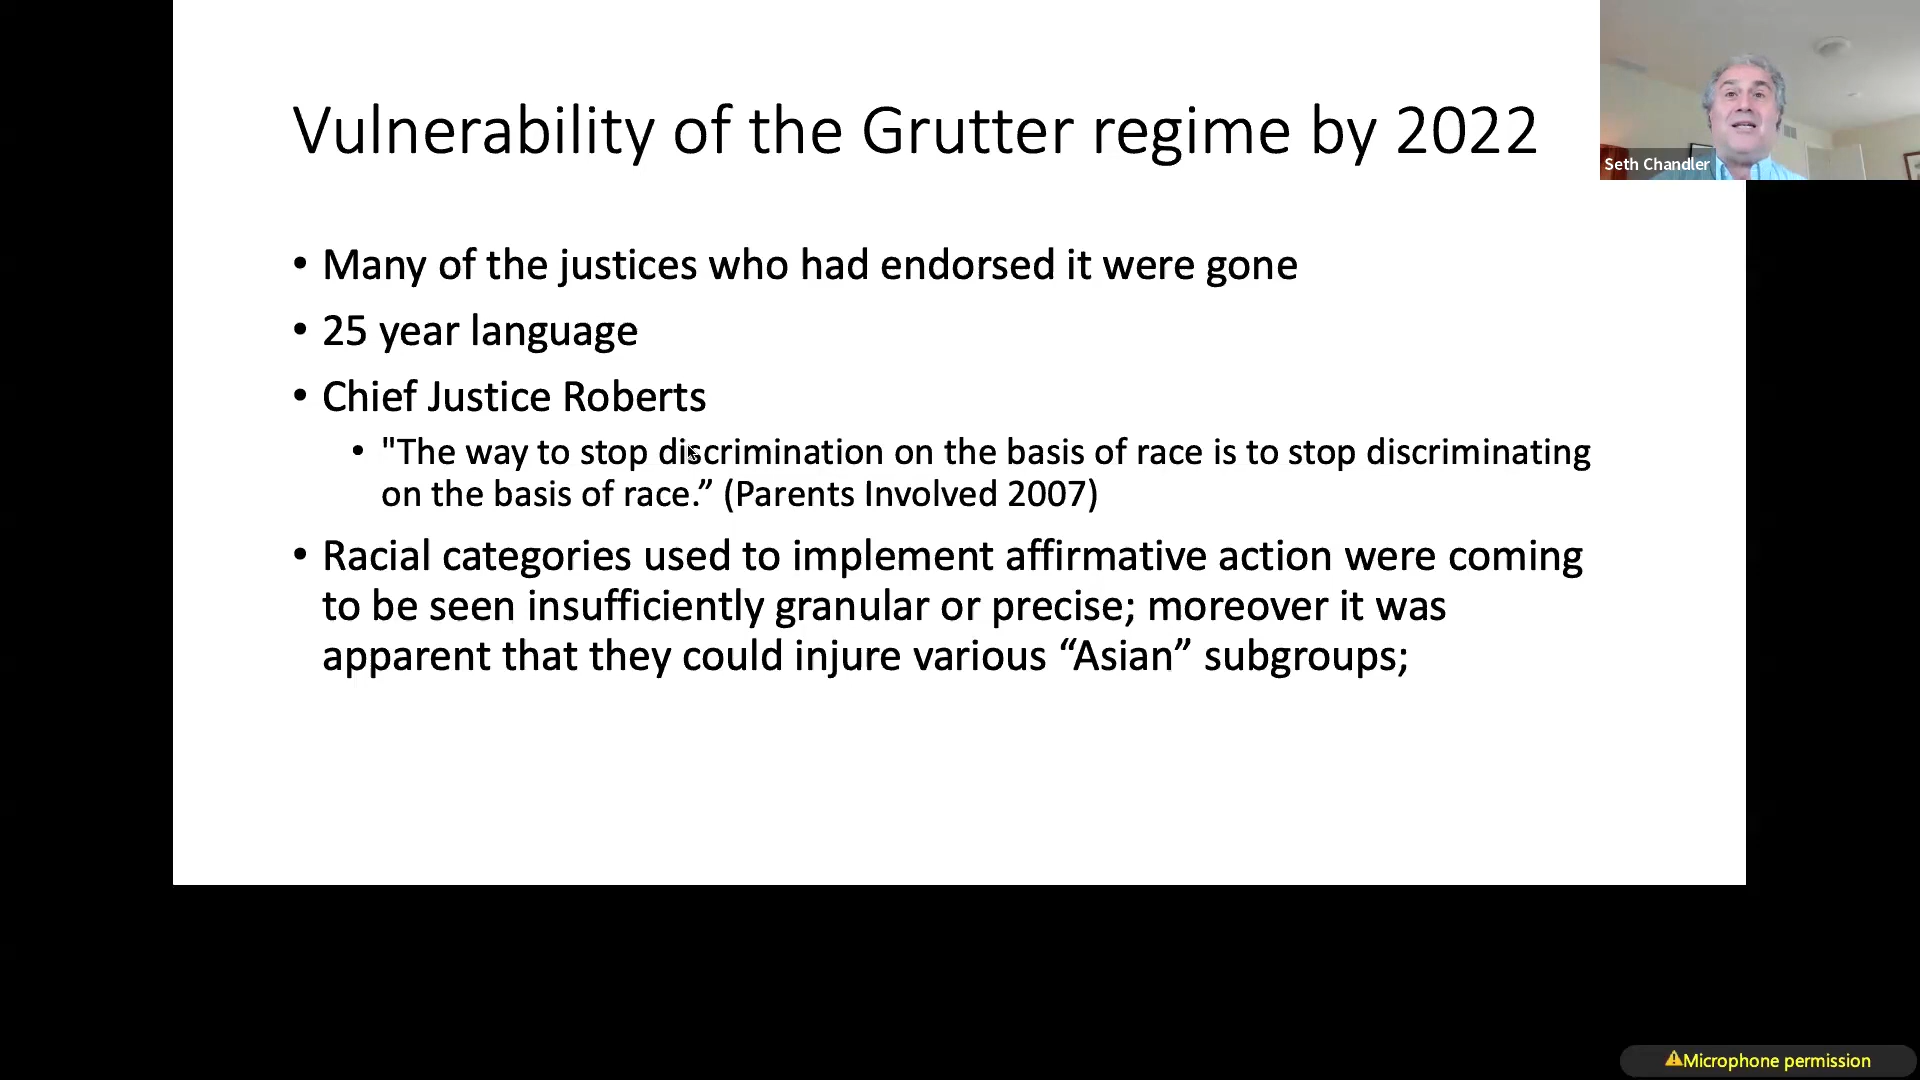 Vulnerability of the Grutter regime by 2022
Seth Chandler
• Many of the justices who had endorsed it were gone
• 25 year language
• Chief Justice Roberts
• "The way to stop discrimination on the basis of race is to stop discriminating
on the basis of race.” (Parents Involved 2007)
• Racial categories used to implement affirmative action were coming
to be seen insufficiently granular or precise; moreover it was
apparent that they could injure various “Asian” subgroups;
⚠Microphone permission